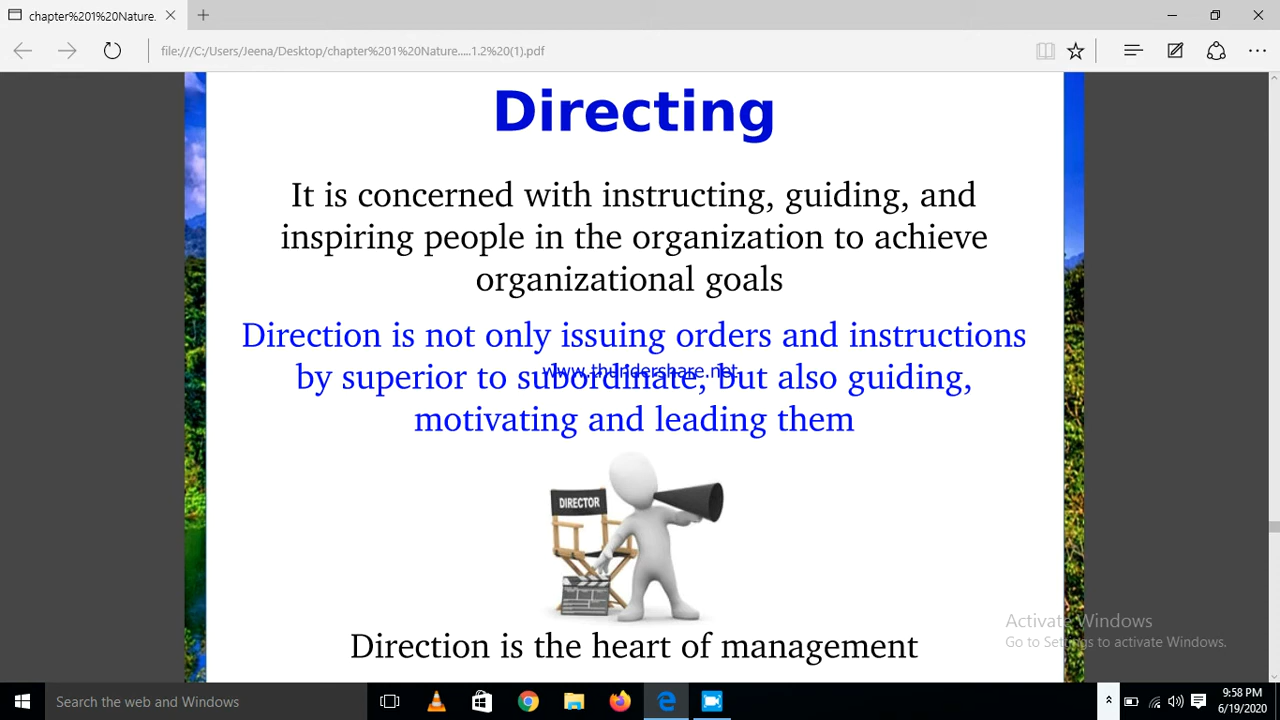 chapter%201%20Nature.
file:///C:/Users/Jeena/Desktop/chapter%201%20Nature.....1.2%20(1).pdf
Directing
It is concerned with instructing, guiding, and
inspiring people in the organization to achieve
organizational goals
Direction is not only issuing orders and instructions
www.thundershare.net
by superior to subordinate, but also guiding,
motivating and leading them
DIRECTOR
Direction is the heart of management
Activate Windows
Go to Settings to activate Windows.
Search the web and Windows
9:58 PM
6/19/2020